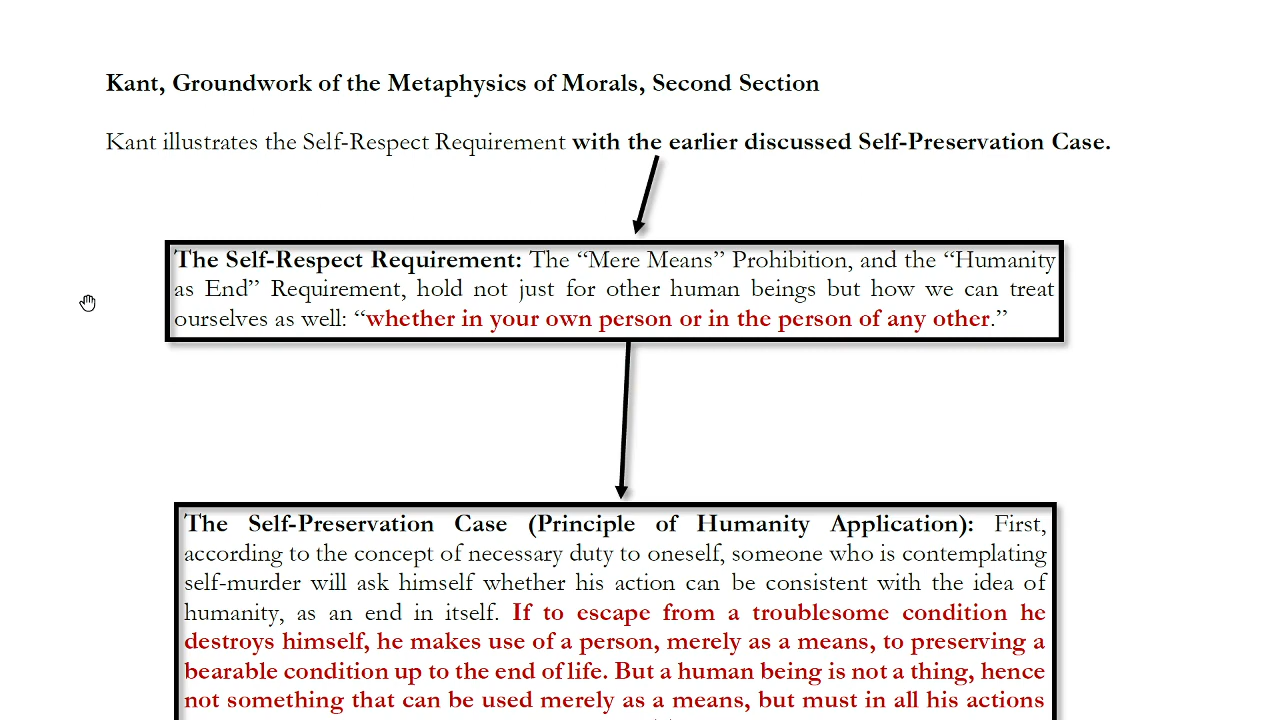 Kant, Groundwork of the Metaphysics of Morals, Second Section
Kant illustrates the Self-Respect Requirement with the earlier discussed Self-Preservation Case.
The Self-Respect Requirement: The “Mere Means” Prohibition, and the “Humanity
as End” Requirement, hold not just for other human beings but how we can treat
ourselves as well: “whether in your own person or in the person of any other.”
The Self-Preservation Case (Principle of Humanity Application): First,
according to the concept of necessary duty to oneself, someone who is contemplating
self-murder will ask himself whether his action can be consistent with the idea of
humanity, as an end in itself. If to escape from a troublesome condition he
destroys himself, he makes use of a person, merely as a means, to preserving a
bearable condition up to the end of life. But a human being is not a thing, hence
not something that can be used merely as a means, but must in all his actions